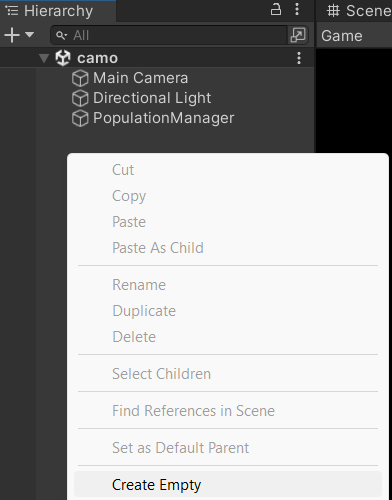 Hierarchy
Scene
All
Game
camo
Main Camera
Directional Light
PopulationManager
Cut
Copy
Paste
Paste As Child
Rename
Duplicate
Delete
Select Children
Find References in Scene
Set as Default Parent
Create Empty